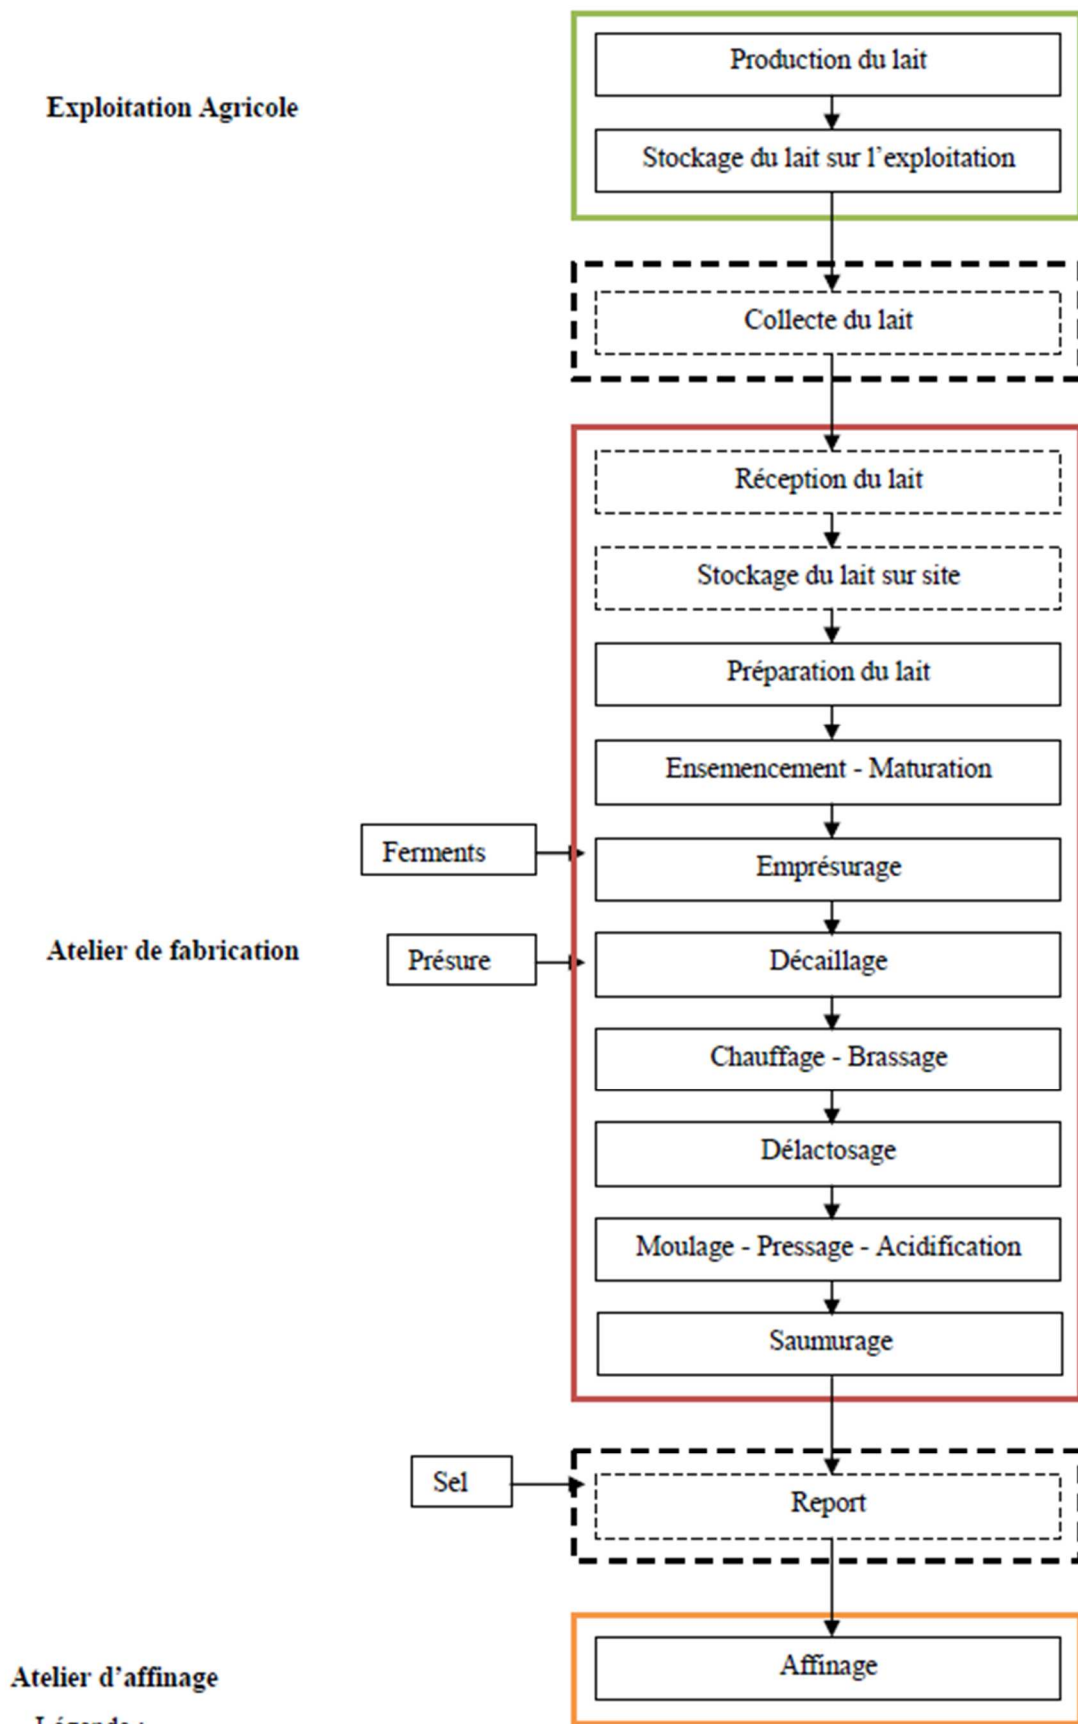 Production du lait
Exploitation Agricole
Stockage du lait sur l'exploitation
Collecte du lait
Réception du lait
Stockage du lait sur site
Préparation du lait
Ensemencement - Maturation
Ferments
Emprésurage
Atelier de fabrication
Présure
Décaillage
Chauffage - Brassage
Délactosage
Moulage - Pressage - Acidification
Saumurage
Sel
Report
Affinage
Atelier d'affinage